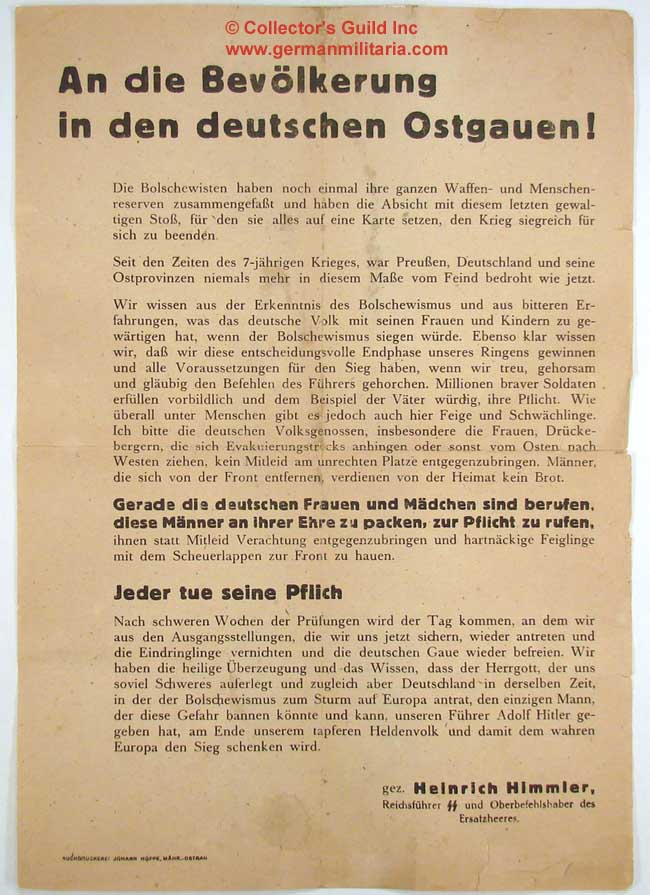 © Collector's Guild Inc
www.germanmilitaria.com
An die Bevölkerung
in den deutschen Ostgauen!
Die Bolschewisten haben noch einmal ihre ganzen Waffen- und Menschen-
reserven zusammengefaßt und haben die Absicht mit diesem letzten gewal-
tigen Stoß, für den sie alles auf eine Karte setzen, den Krieg siegreich für
sich zu beenden.
Seit den Zeiten des 7-jährigen Krieges, war Preußen, Deutschland und seine
Ostprovinzen niemals mehr in diesem Maße vom Feind bedroht wie jetzt.
Wir wissen aus der Erkenntnis des Bolschewismus und aus bitteren Er-
fahrungen, was das deutsche Volk mit seinen Frauen und Kindern zu ge-
wärtigen hat, wenn der Bolschewismus siegen würde. Ebenso klar wissen
wir, daß wir diese entscheidungsvolle Endphase unseres Ringens gewinnen
und alle Voraussetzungen für den Sieg haben, wenn wir treu, gehorsam
und gläubig den Befehlen des Führers gehorchen. Millionen braver Soldaten
erfüllen vorbildlich und dem Beispiel der Väter würdig, ihre Pflicht. Wie
überall unter Menschen gibt es jedoch auch hier Feige und Schwächlinge.
Ich bitte die deutschen Volksgenossen, insbesondere die Frauen, Drücke-
bergern, die sich Evakuierungstrecks anhingen oder sonst vom Osten nach
Westen ziehen, kein Mitleid am unrechten Platze entgegenzubringen. Männer,
die sich von der Front entfernen, verdienen von der Heimat kein Brot.
Gerade die deutschen Frauen und Mädchen sind berufen,
diese Männer an ihrer Ehre zu packen, zur Pflicht zu rufen,
ihnen statt Mitleid Verachtung entgegenzubringen und hartnäckige Feiglinge
mit dem Scheuerlappen zur Front zu hauen.
Jeder tue seine Pflich
Nach schweren Wochen der Prüfungen wird der Tag kommen, an dem wir
aus den Ausgangsstellungen, die wir uns jetzt sichern, wieder antreten und
die Eindringlinge vernichten und die deutschen Gaue wieder befreien. Wir
haben die heilige Überzeugung und das Wissen, dass der Herrgott, der uns
soviel Schweres auferlegt und zugleich aber Deutschland in derselben Zeit,
in der der Bolschewismus zum Sturm auf Europa antrat, den einzigen Mann,
der diese Gefahr bannen könnte und kann, unseren Führer Adolf Hitler ge-
geben hat, am Ende unserem tapferen Heldenvolk und damit dem wahren
Europa den Sieg schenken wird.
gez. Heinrich Himmler,
Reichsführer ᛋᛋ und Oberbefehlshaber des
Ersatzheeres.
BUCHDRUCKEREI JOHANN HOPPE, MÄHR.-OSTRAU